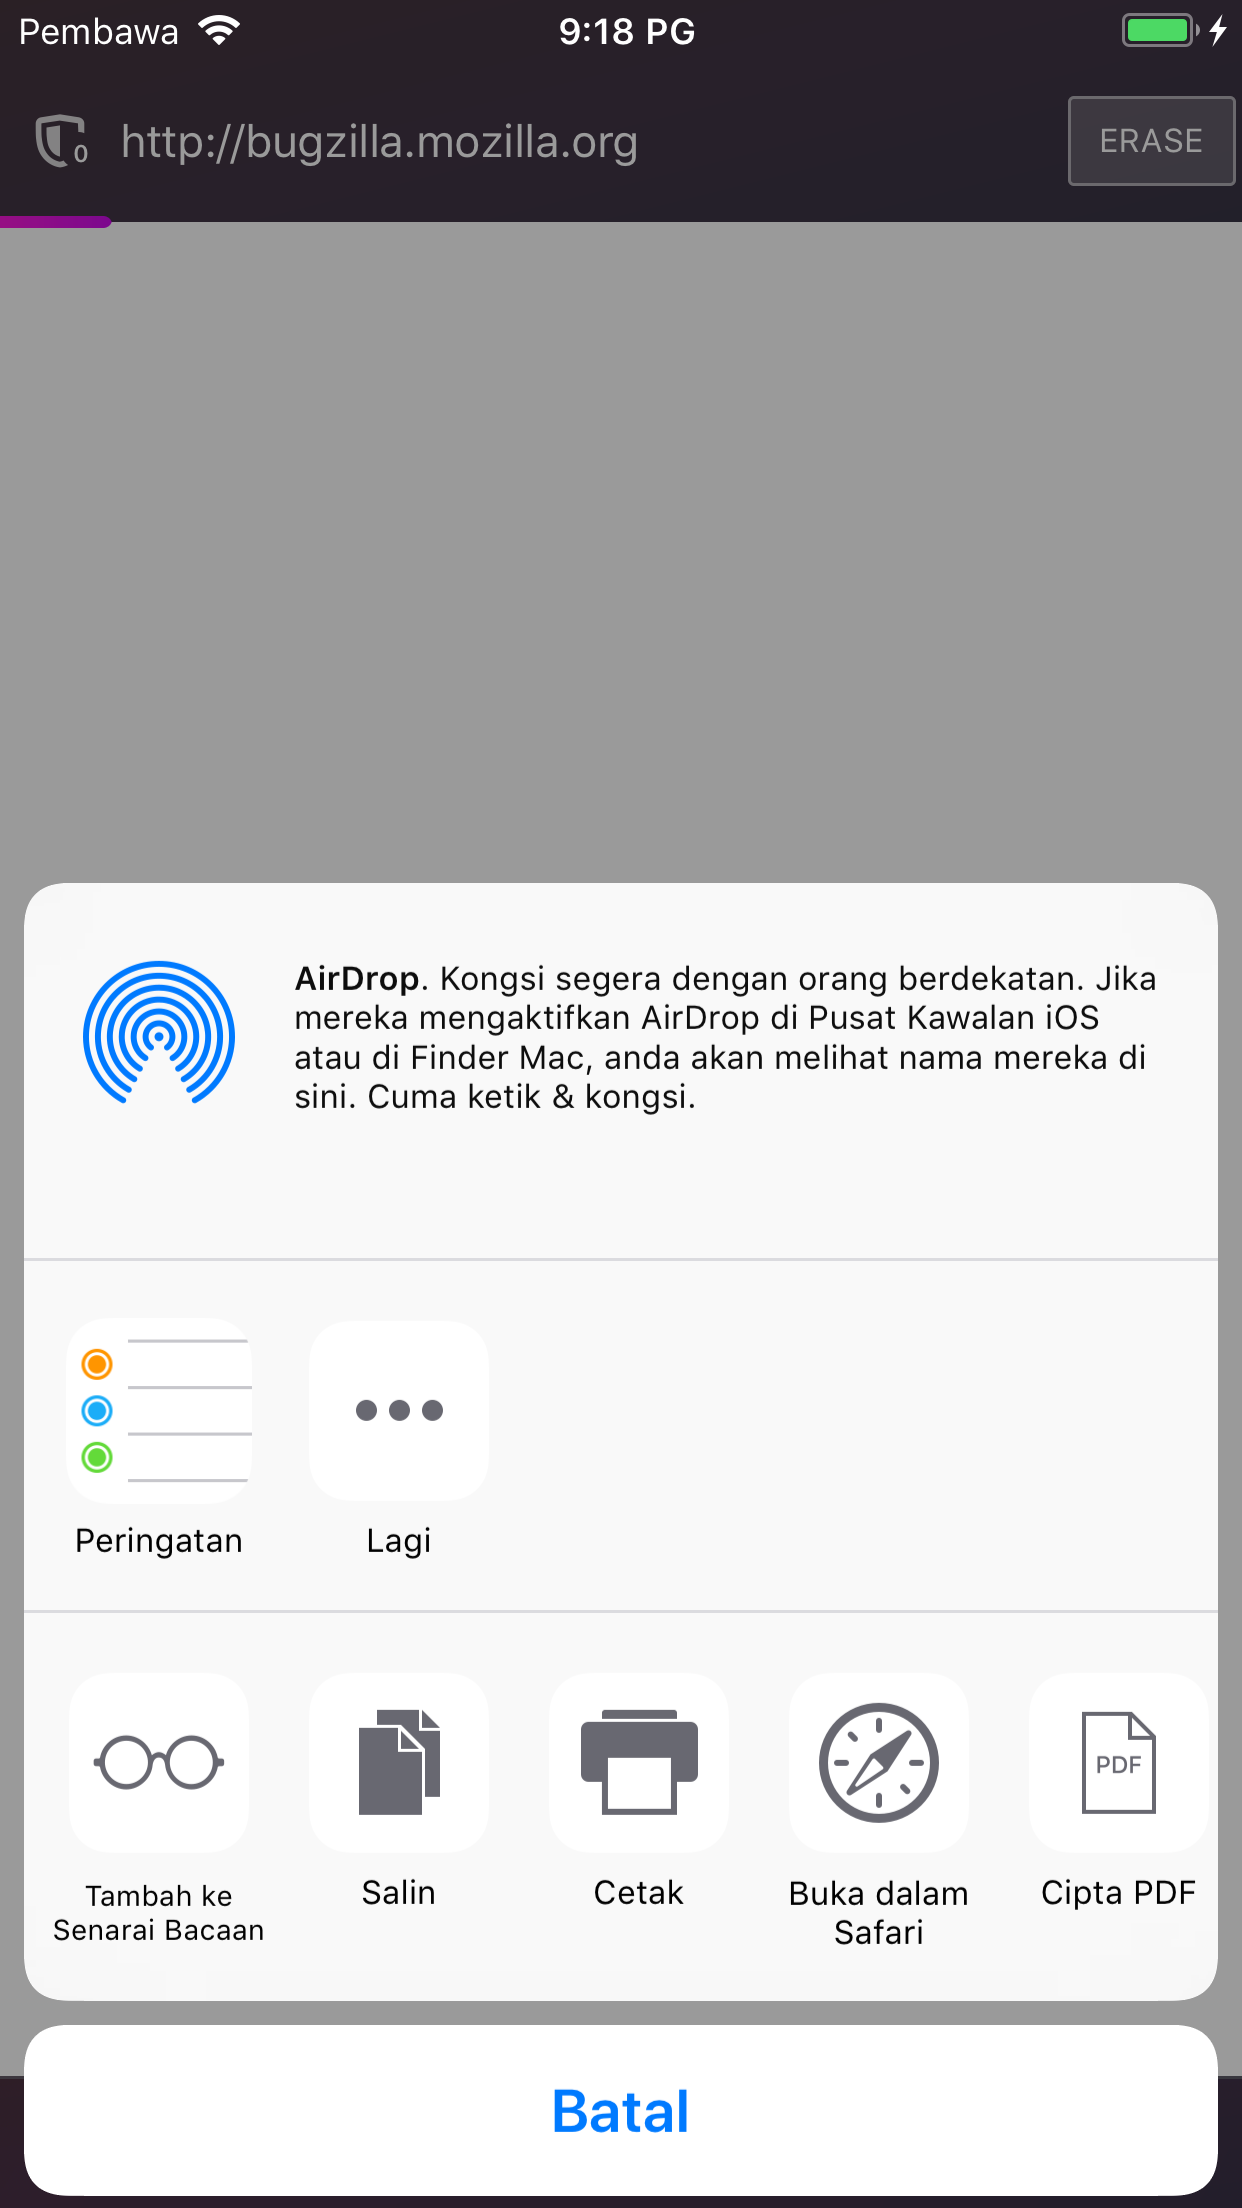 Pembawa 9:18 PG
0 http://bugzilla.mozilla.org ERASE
AirDrop. Kongsi segera dengan orang berdekatan. Jika
mereka mengaktifkan AirDrop di Pusat Kawalan iOS
atau di Finder Mac, anda akan melihat nama mereka di
sini. Cuma ketik & kongsi.
Peringatan
Lagi
PDF
Tambah ke
Senarai Bacaan
Salin
Cetak
Buka dalam
Safari
Cipta PDF
Batal